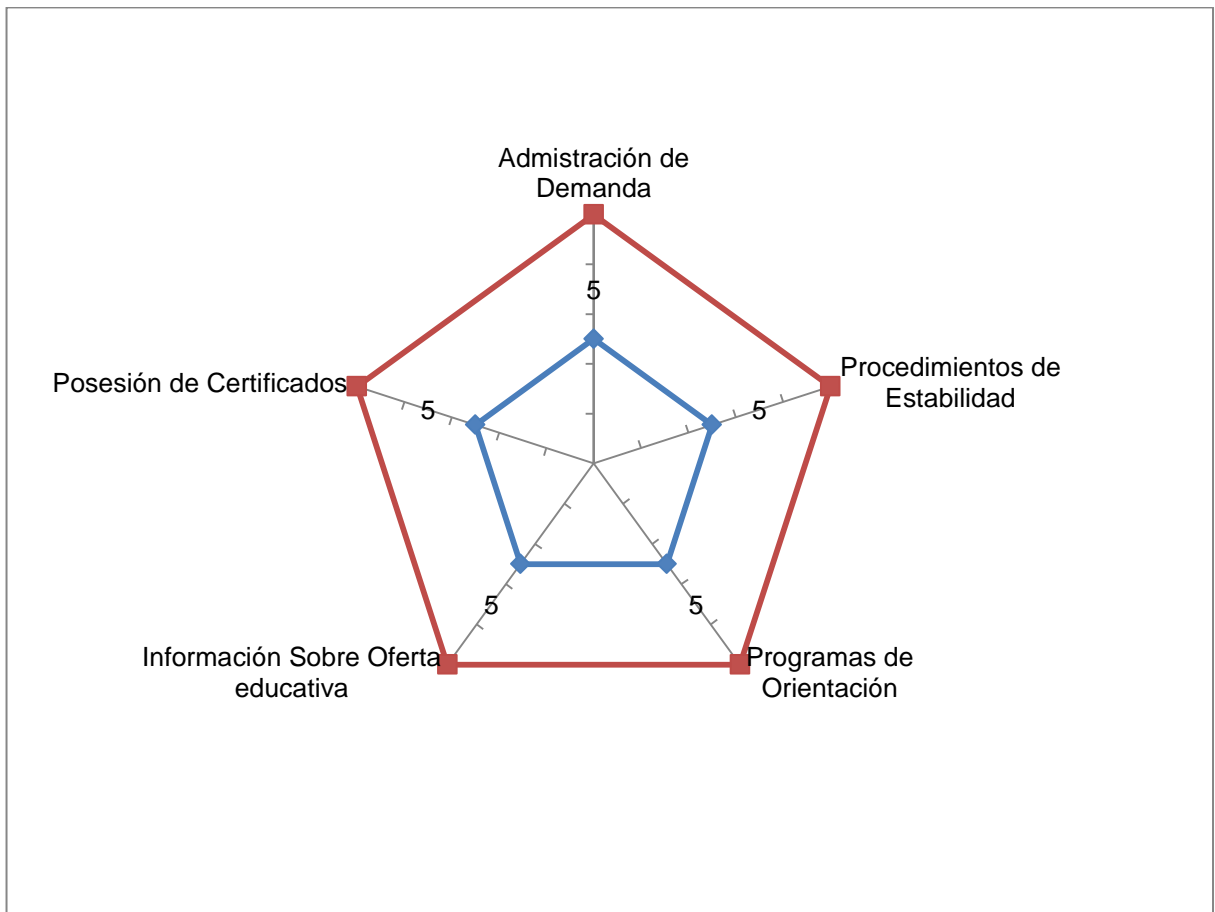 Admistración de
Demanda
5
Procedimientos de
Estabilidad
5
Posesión de Certificados
5
Información Sobre Oferta
educativa
5
Programas de
Orientación
5